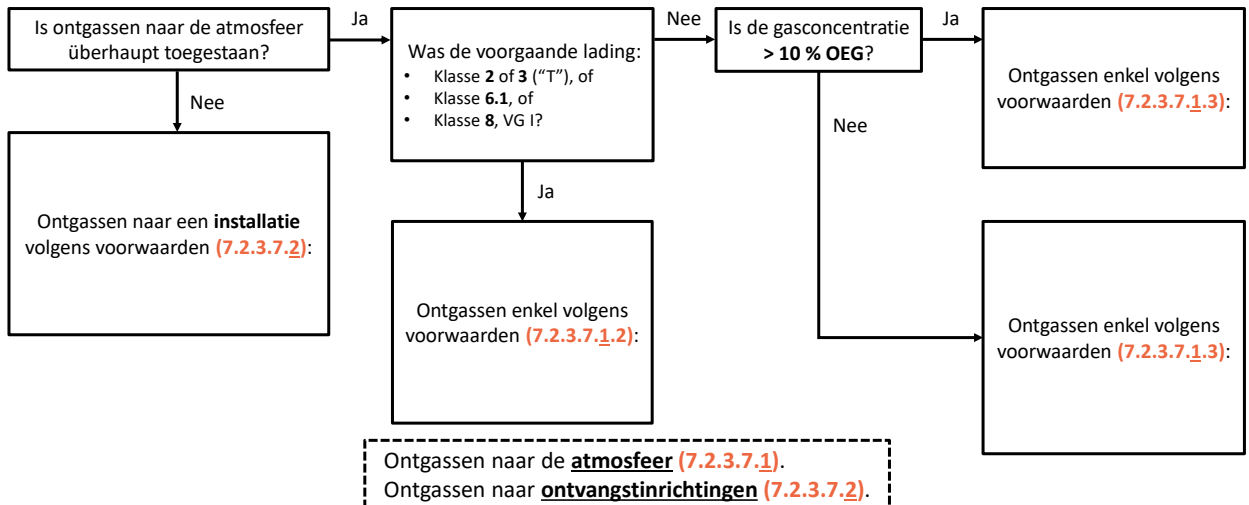 Is ontgassen naar de atmosfeer
überhaupt toegestaan?
Ja
Nee
Was de voorgaande lading:
• Klasse 2 of 3 (“T”), of
• Klasse 6.1, of
• Klasse 8, VG I?
Nee
Ja
Is de gasconcentratie
> 10 % OEG?
Ja
Nee
Ontgassen enkel volgens
voorwaarden (7.2.3.7.1.3):
Ontgassen naar een installatie
volgens voorwaarden (7.2.3.7.2):
Ontgassen enkel volgens
voorwaarden (7.2.3.7.1.2):
Ontgassen enkel volgens
voorwaarden (7.2.3.7.1.3):
Ontgassen naar de atmosfeer (7.2.3.7.1).
Ontgassen naar ontvangstinrichtingen (7.2.3.7.2).